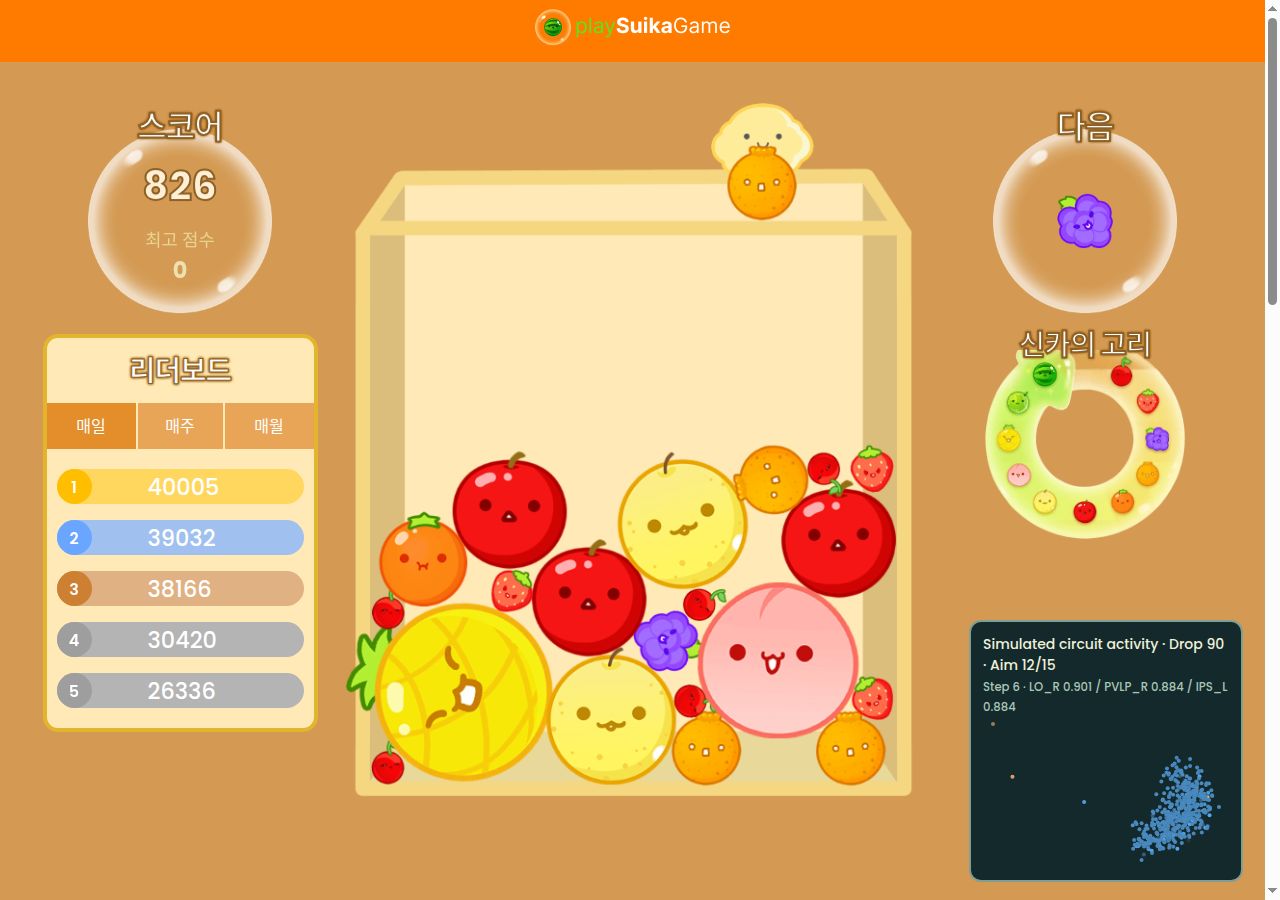 playSuikaGame
스코어
826
최고 점수
0
다음
신카의 고리
리더보드
매일 매주 매월
1 40005
2 39032
3 38166
4 30420
5 26336
Simulated circuit activity · Drop 90
· Aim 12/15
Step 6 · LO_R 0.901 / PVLP_R 0.884 / IPS_L
0.884